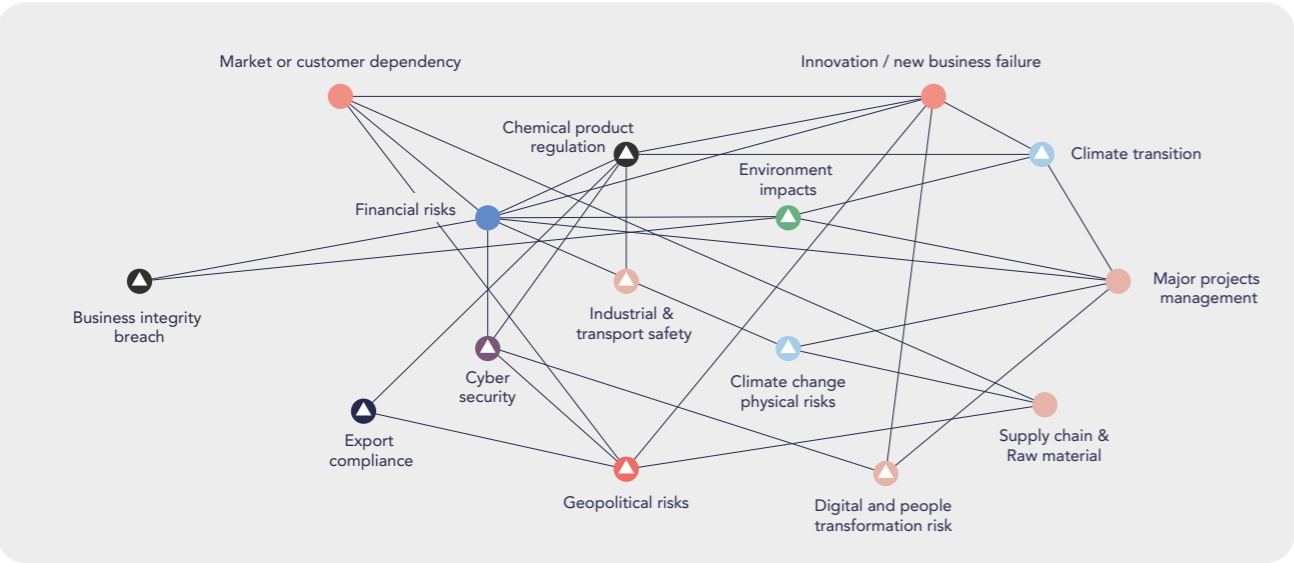 Market or customer dependency
Innovation / new business failure
Chemical product
regulation
Climate transition
Environment
impacts
Financial risks
Major projects
management
Business integrity
breach
Industrial &
transport safety
Cyber
security
Climate change
physical risks
Export
compliance
Supply chain &
Raw material
Geopolitical risks
Digital and people
transformation risk